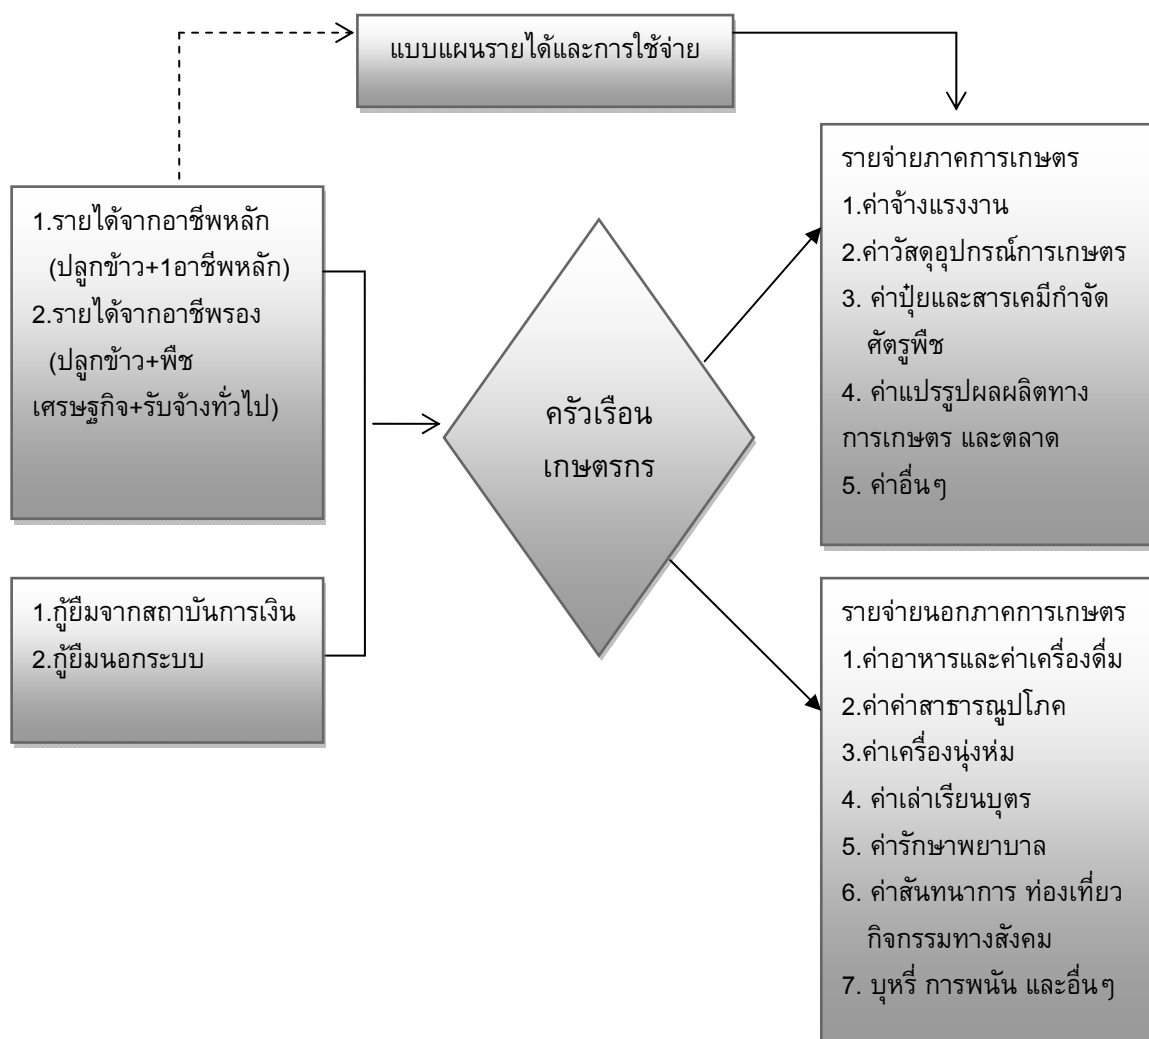 แบบแผนรายได้และการใช้จ่าย
1.รายได้จากอาชีพหลัก
(ปลูกข้าว+1อาชีพหลัก)
2.รายได้จากอาชีพรอง
(ปลูกข้าว+พืช
เศรษฐกิจ+รับจ้างทั่วไป)
1.กู้ยืมจากสถาบันการเงิน
2.กู้ยืมนอกระบบ
ครัวเรือน
เกษตรกร
รายจ่ายภาคการเกษตร
1.ค่าจ้างแรงงาน
2.ค่าวัสดุอุปกรณ์การเกษตร
3. ค่าปุ๋ยและสารเคมีกำจัด
ศัตรูพืช
4. ค่าแปรรูปผลผลิตทาง
การเกษตร และตลาด
5. ค่าอื่นๆ
รายจ่ายนอกภาคการเกษตร
1.ค่าอาหารและค่าเครื่องดื่ม
2.ค่าค่าสาธารณูปโภค
3.ค่าเครื่องนุ่งห่ม
4. ค่าเล่าเรียนบุตร
5. ค่ารักษาพยาบาล
6. ค่าสันทนาการ ท่องเที่ยว
กิจกรรมทางสังคม
7. บุหรี่ การพนัน และอื่นๆ